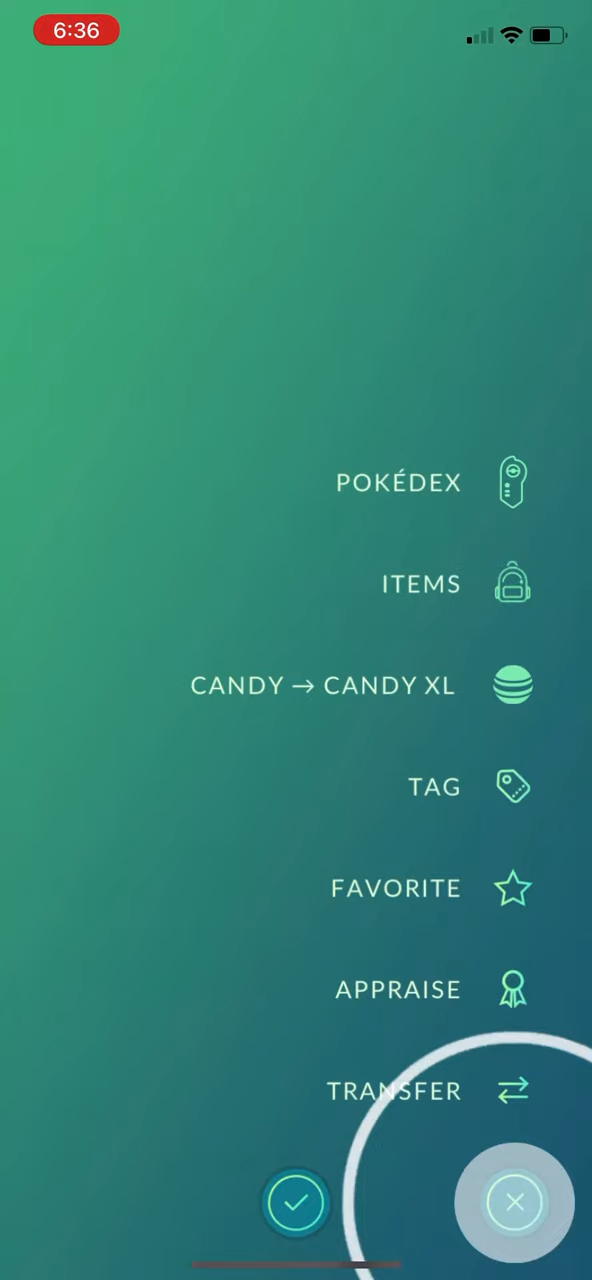 6:36
POKÉDEX
ITEMS
CANDY → CANDY XL
TAG
FAVORITE
APPRAISE
TRANSFER